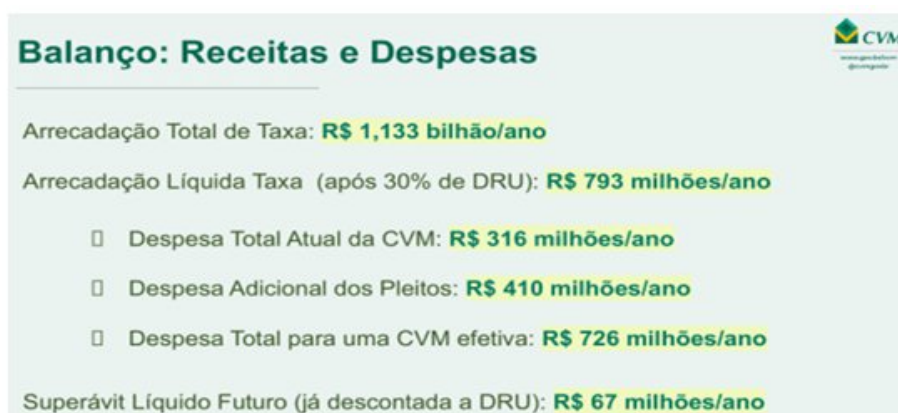 Balanço: Receitas e Despesas
CVM
Arrecadação Total de Taxa: R$ 1,133 bilhão/ano
Arrecadação Líquida Taxa (após 30% de DRU): R$ 793 milhões/ano
Despesa Total Atual da CVM: R$ 316 milhões/ano
Despesa Adicional dos Pleitos: R$ 410 milhões/ano
Despesa Total para uma CVM efetiva: R$ 726 milhões/ano
Superávit Líquido Futuro (já descontada a DRU): R$ 67 milhões/ano